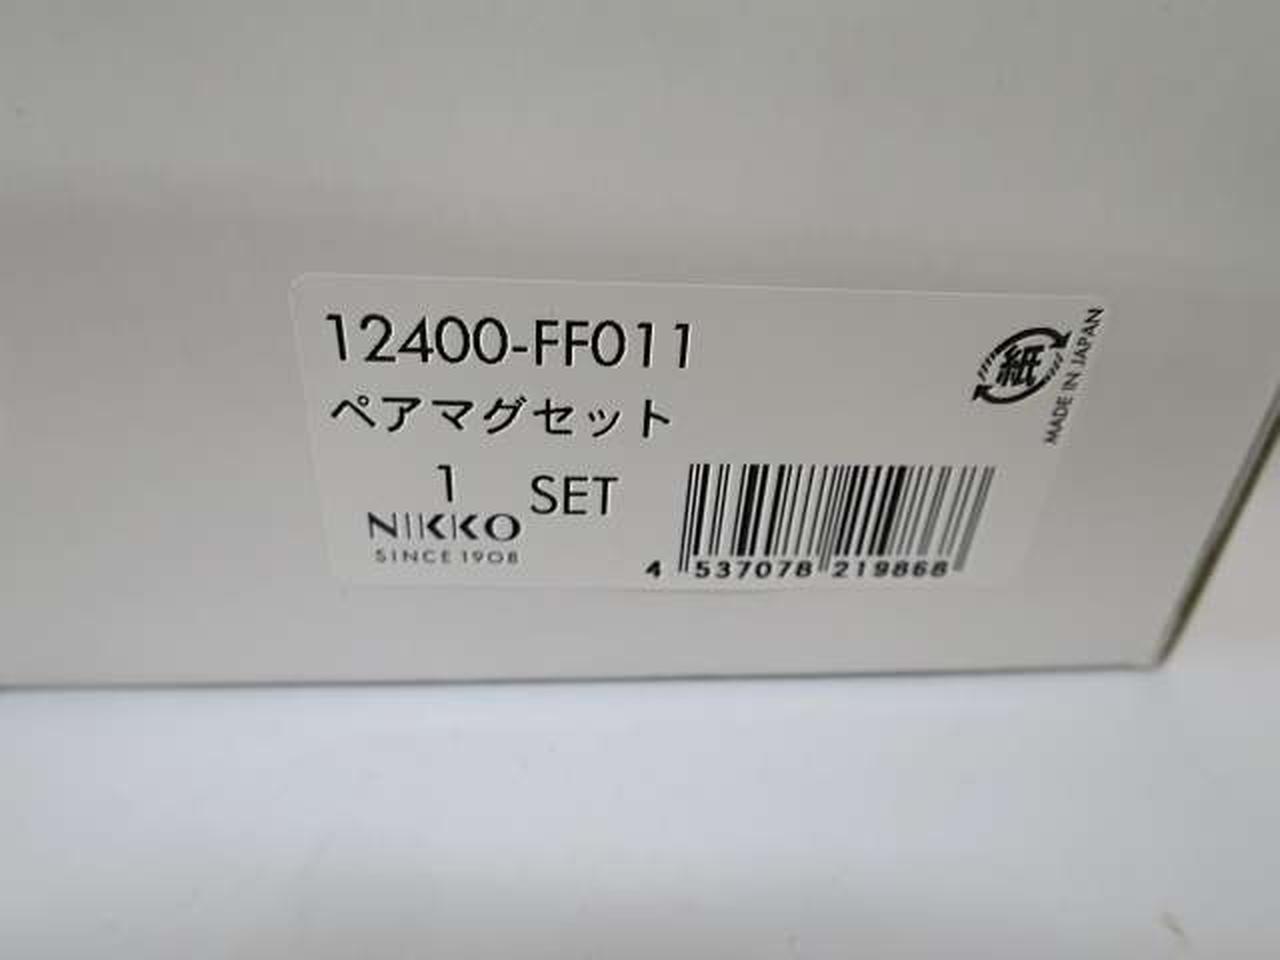 12400-FF011
ペアマグセット
紙
MADE IN JAPAN
1 SET
NIKKO
SINCE 1908
4 537078 219868